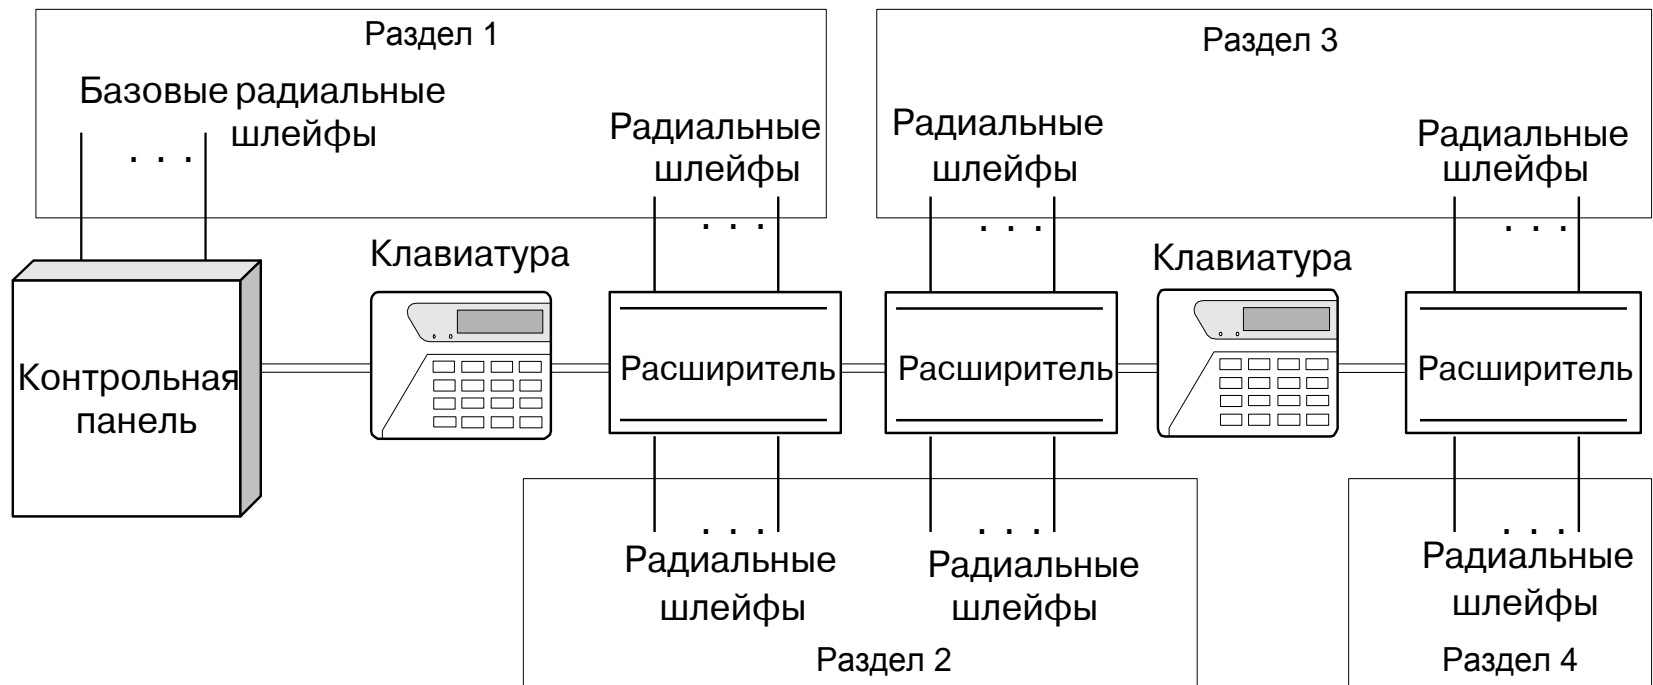 Раздел 1
Раздел 3
Базовые радиальные
шлейфы
Радиальные
шлейфы
Радиальные
шлейфы
Радиальные
шлейфы
Клавиатура
Клавиатура
Контрольная
панель
Расширитель
Расширитель
Расширитель
Радиальные
шлейфы
Радиальные
шлейфы
Радиальные
шлейфы
Раздел 2
Раздел 4